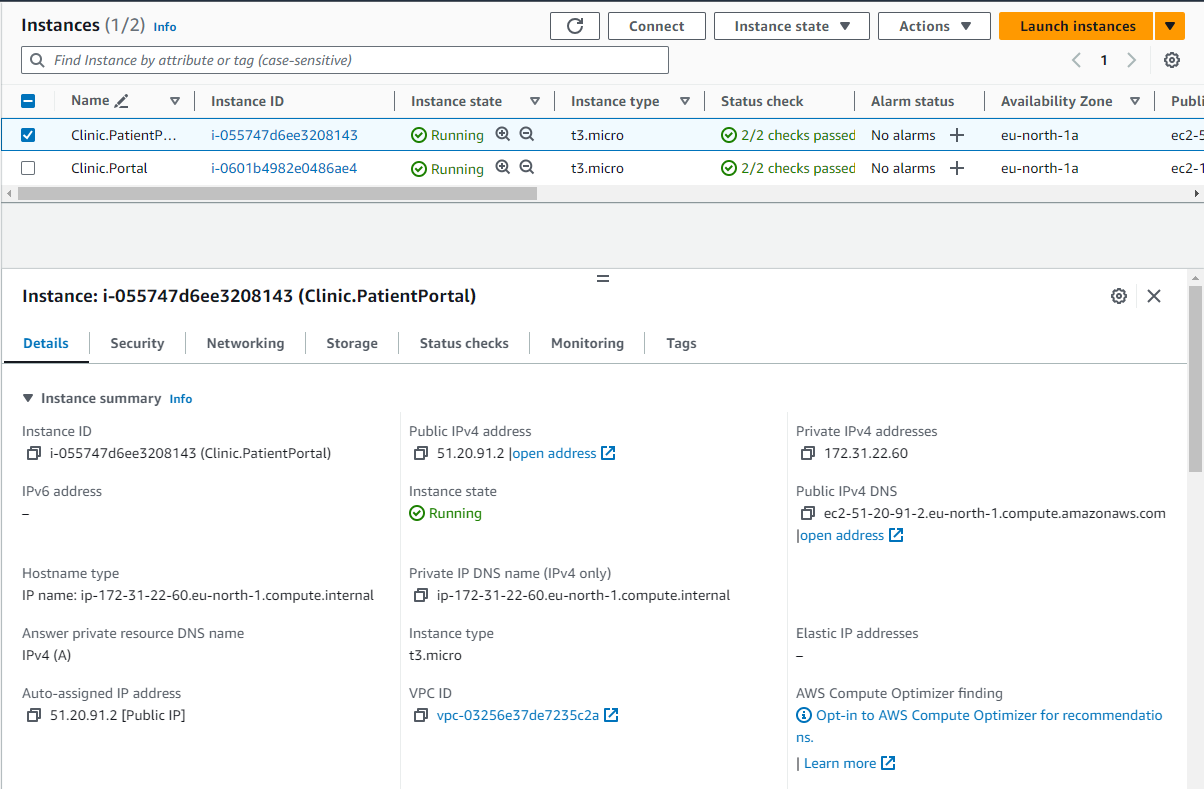 Instances (1/2) Info
Connect
Instance state
Actions
Launch instances
Find Instance by attribute or tag (case-sensitive)
1
Name Instance ID Instance state Instance type Status check Alarm status Availability Zone Publi
Clinic.PatientP... i-055747d6ee3208143 Running t3.micro 2/2 checks passed No alarms eu-north-1a ec2-5
Clinic.Portal i-0601b4982e0486ae4 Running t3.micro 2/2 checks passed No alarms eu-north-1a ec2-1
Instance: i-055747d6ee3208143 (Clinic.PatientPortal)
Details Security Networking Storage Status checks Monitoring Tags
Instance summary Info
Instance ID
i-055747d6ee3208143 (Clinic.PatientPortal)
Public IPv4 address
51.20.91.2 |open address
Private IPv4 addresses
172.31.22.60
IPv6 address
–
Instance state
Running
Public IPv4 DNS
ec2-51-20-91-2.eu-north-1.compute.amazonaws.com
|open address
Hostname type
IP name: ip-172-31-22-60.eu-north-1.compute.internal
Private IP DNS name (IPv4 only)
ip-172-31-22-60.eu-north-1.compute.internal
Answer private resource DNS name
IPv4 (A)
Instance type
t3.micro
Elastic IP addresses
–
Auto-assigned IP address
51.20.91.2 [Public IP]
VPC ID
vpc-03256e37de7235c2a
AWS Compute Optimizer finding
Opt-in to AWS Compute Optimizer for recommendatio
ns.
| Learn more